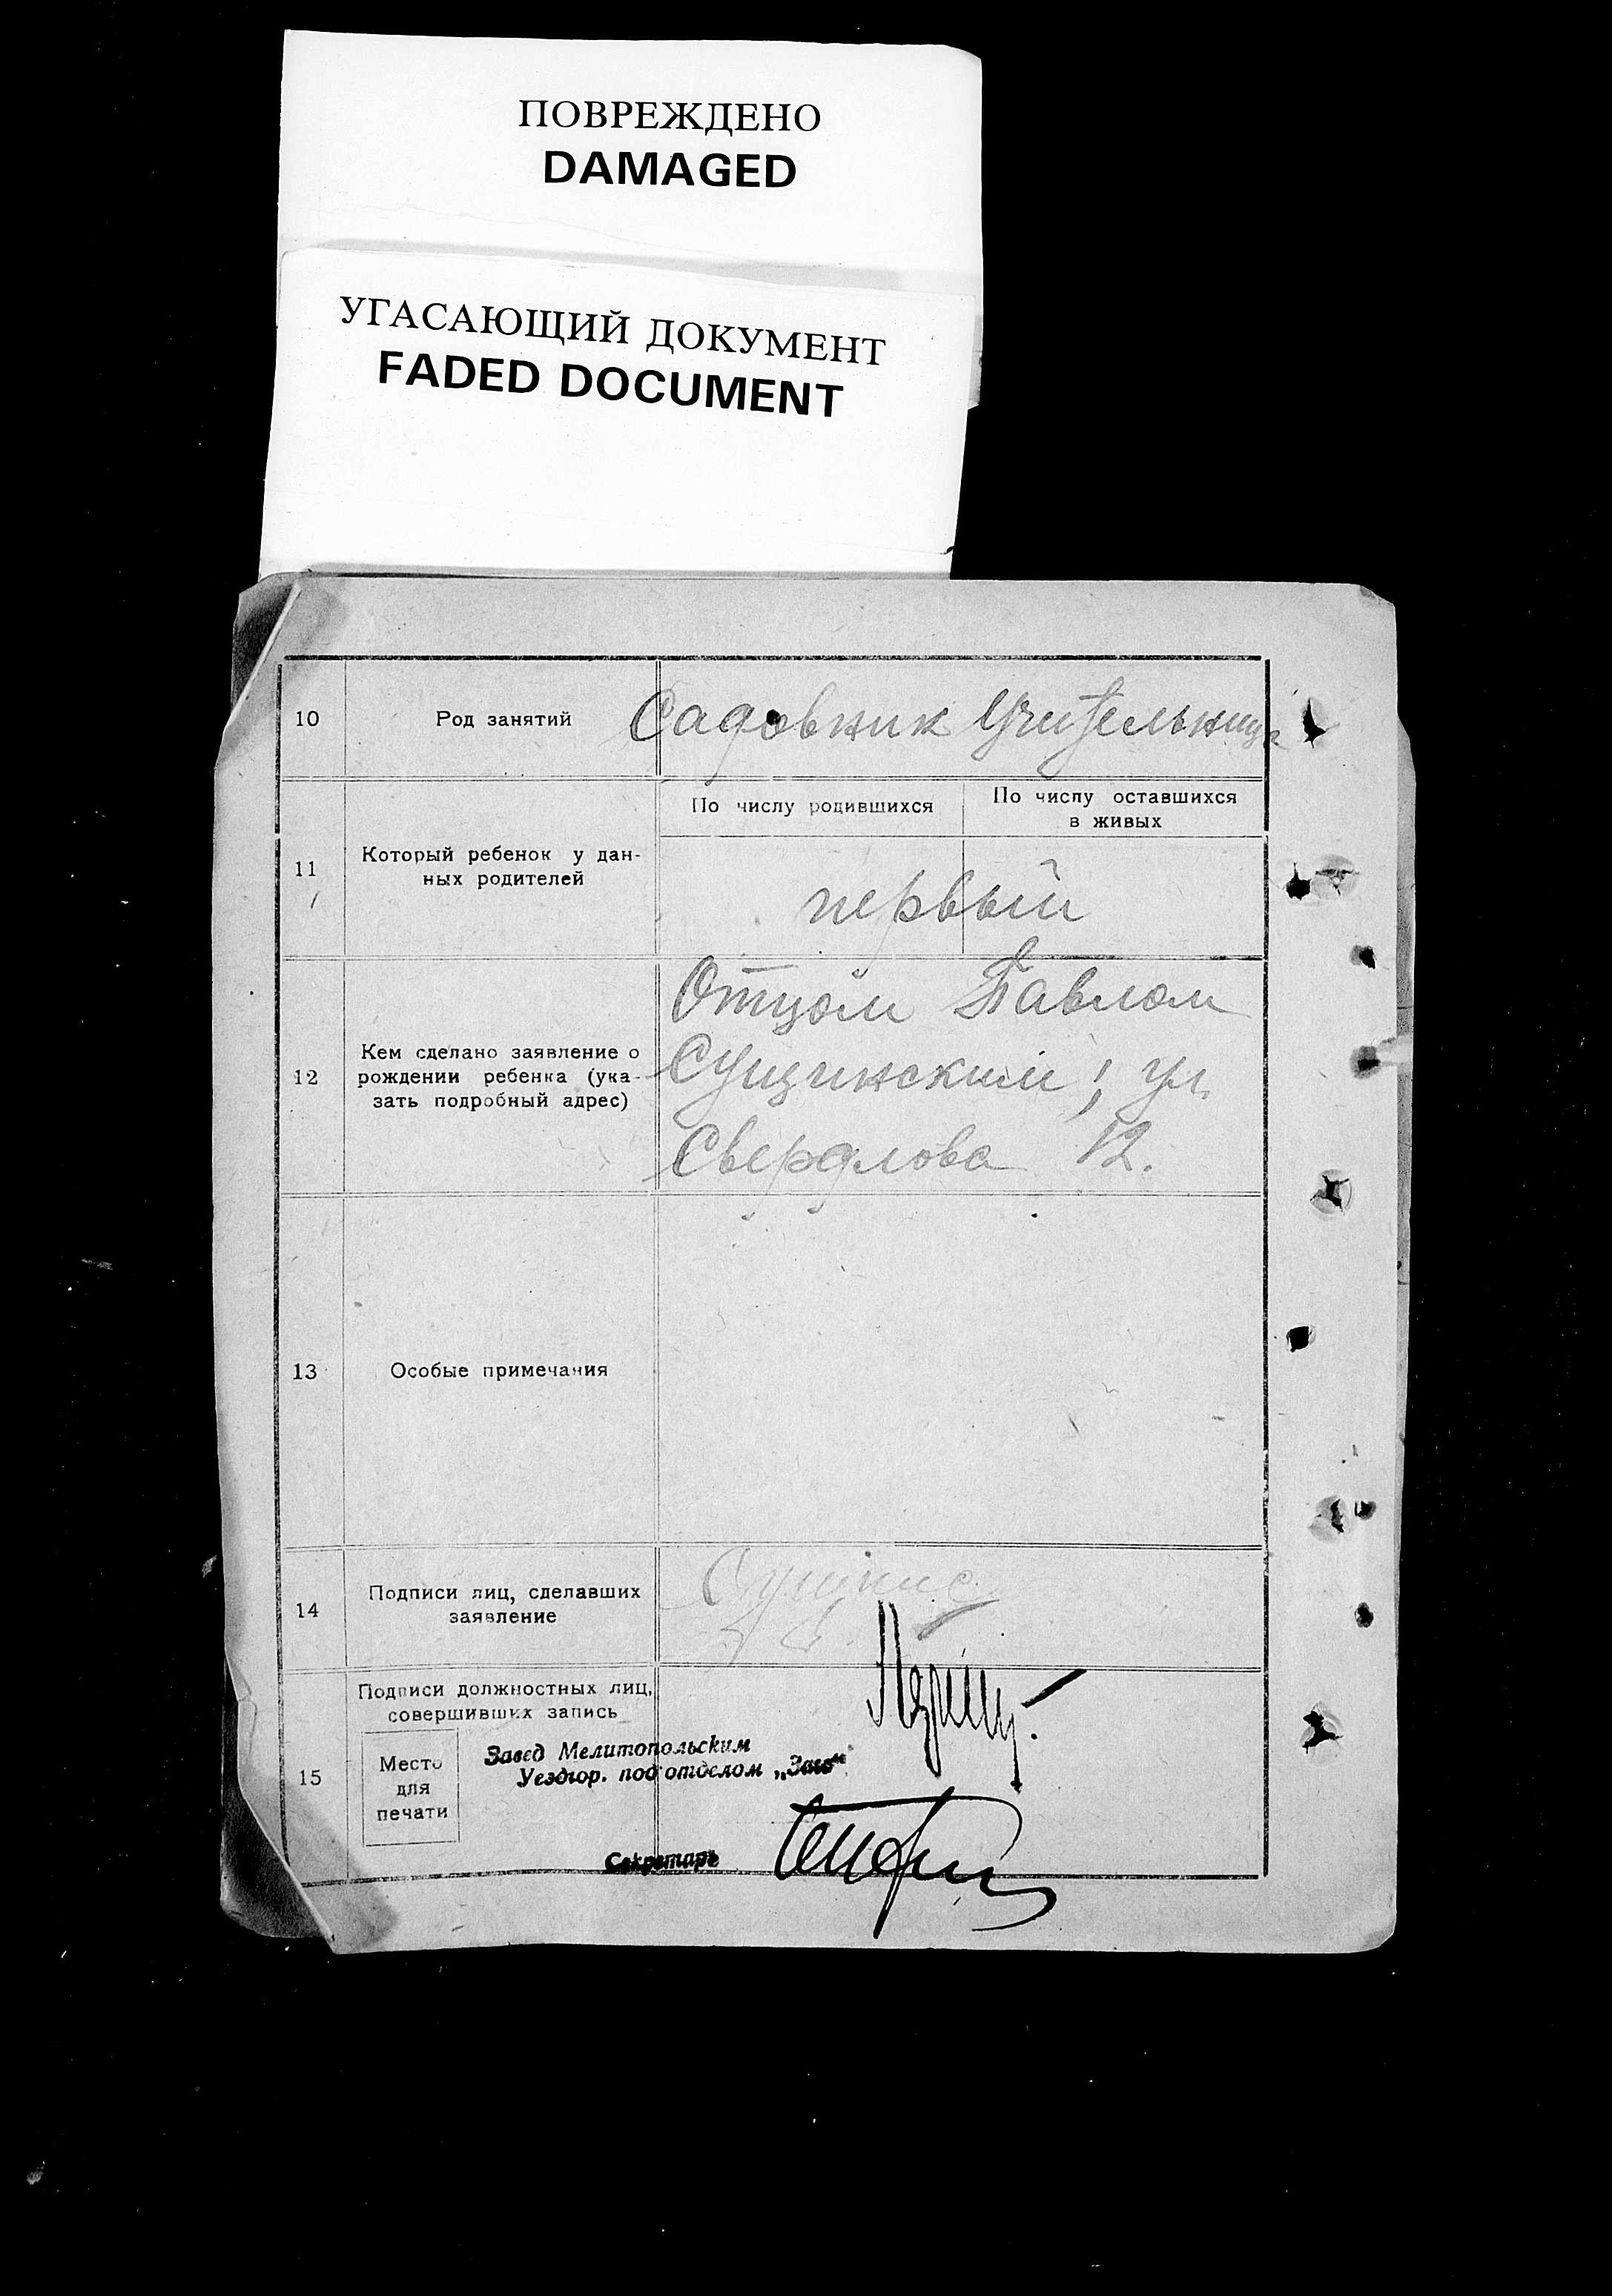 ПОВРЕЖДЕНО
DAMAGED
УГАСАЮЩИЙ ДОКУМЕНТ
FADED DOCUMENT
10 Род занятий Садовник Учительница
По числу родившихся По числу оставшихся
в живых
11 Который ребенок у дан-
ных родителей
первый
12 Кем сделано заявление о
рождении ребенка (ука-
зать подробный адрес)
Отцом Павлом
Сущинским; ул.
Свердлова 12.
13 Особые примечания
14 Подписи лиц, сделавших
заявление
15 Подписи должностных лиц,
совершивших запись
Место
для
печати
Завед Мелитопольским
Уездгор. подотделом „Загс“
Секретарь